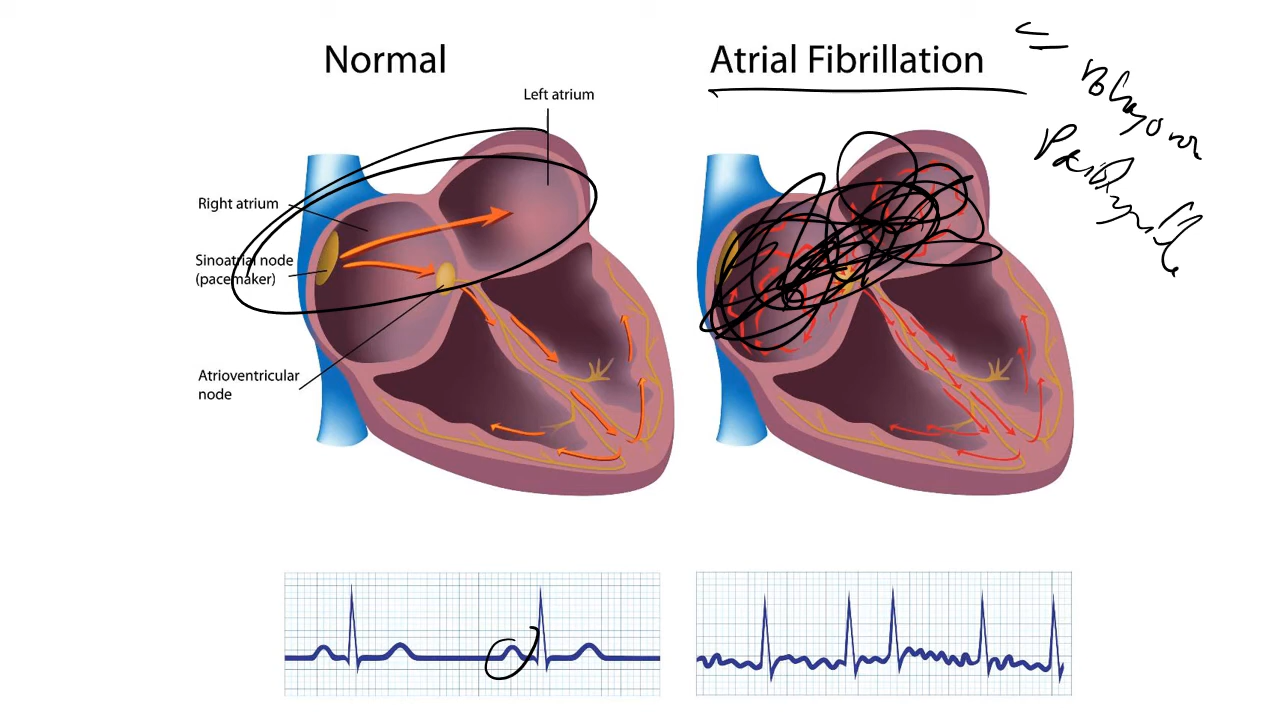 Normal
Atrial Fibrillation
Left atrium
Right atrium
Sinoatrial node
(pacemaker)
Atrioventricular
node